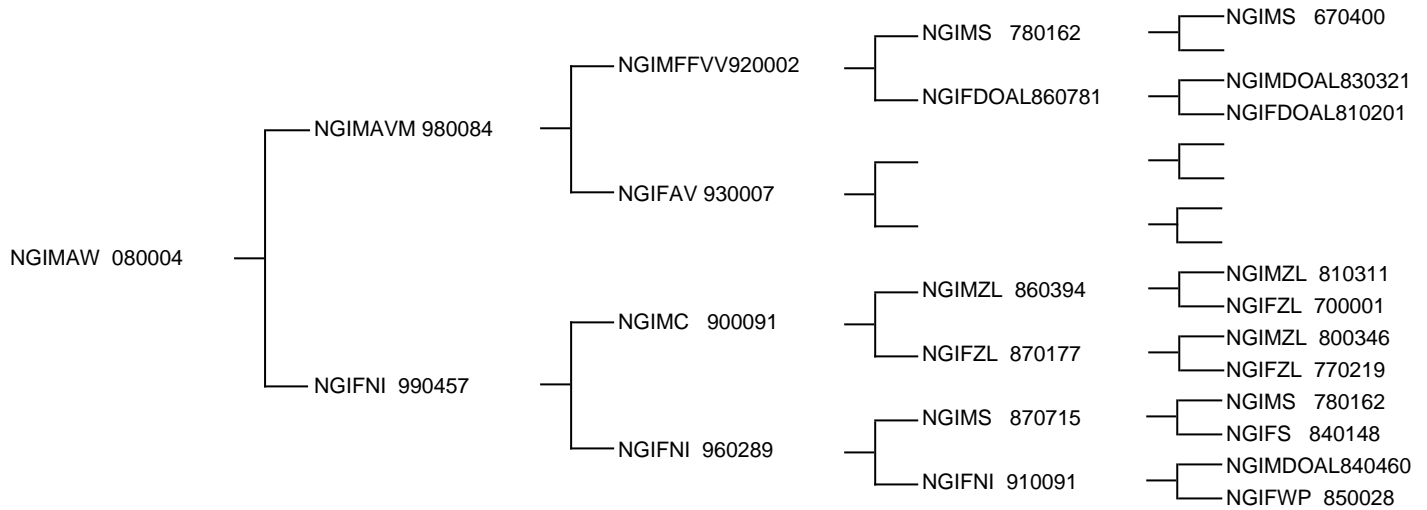 NGIMS 670400
NGIMS 780162
NGIMFFVV920002
NGIMDOAL830321
NGIFDOAL860781
NGIFDOAL810201
NGIMAVM 980084
NGIFAV 930007
NGIMAW 080004
NGIMZL 810311
NGIMZL 860394
NGIFZL 700001
NGIMC 900091
NGIMZL 800346
NGIFZL 870177
NGIFZL 770219
NGIFNI 990457
NGIMS 780162
NGIMS 870715
NGIFS 840148
NGIFNI 960289
NGIMDOAL840460
NGIFNI 910091
NGIFWP 850028